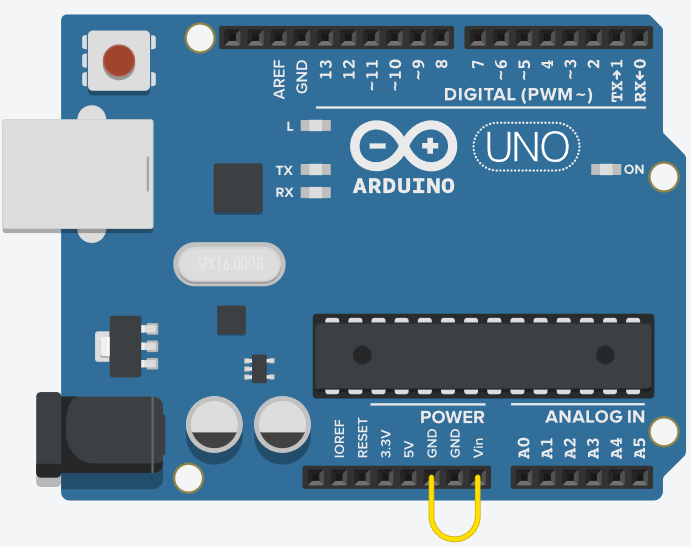 AREF
GND
13
12
~11
~10
~9
8
7
~6
~5
4
~3
2
TX→1
RX←0
DIGITAL (PWM~)
L
TX
RX
ARDUINO
UNO
ON
SPK16.000G
POWER
ANALOG IN
IOREF
RESET
3.3V
5V
GND
GND
Vin
A0
A1
A2
A3
A4
A5